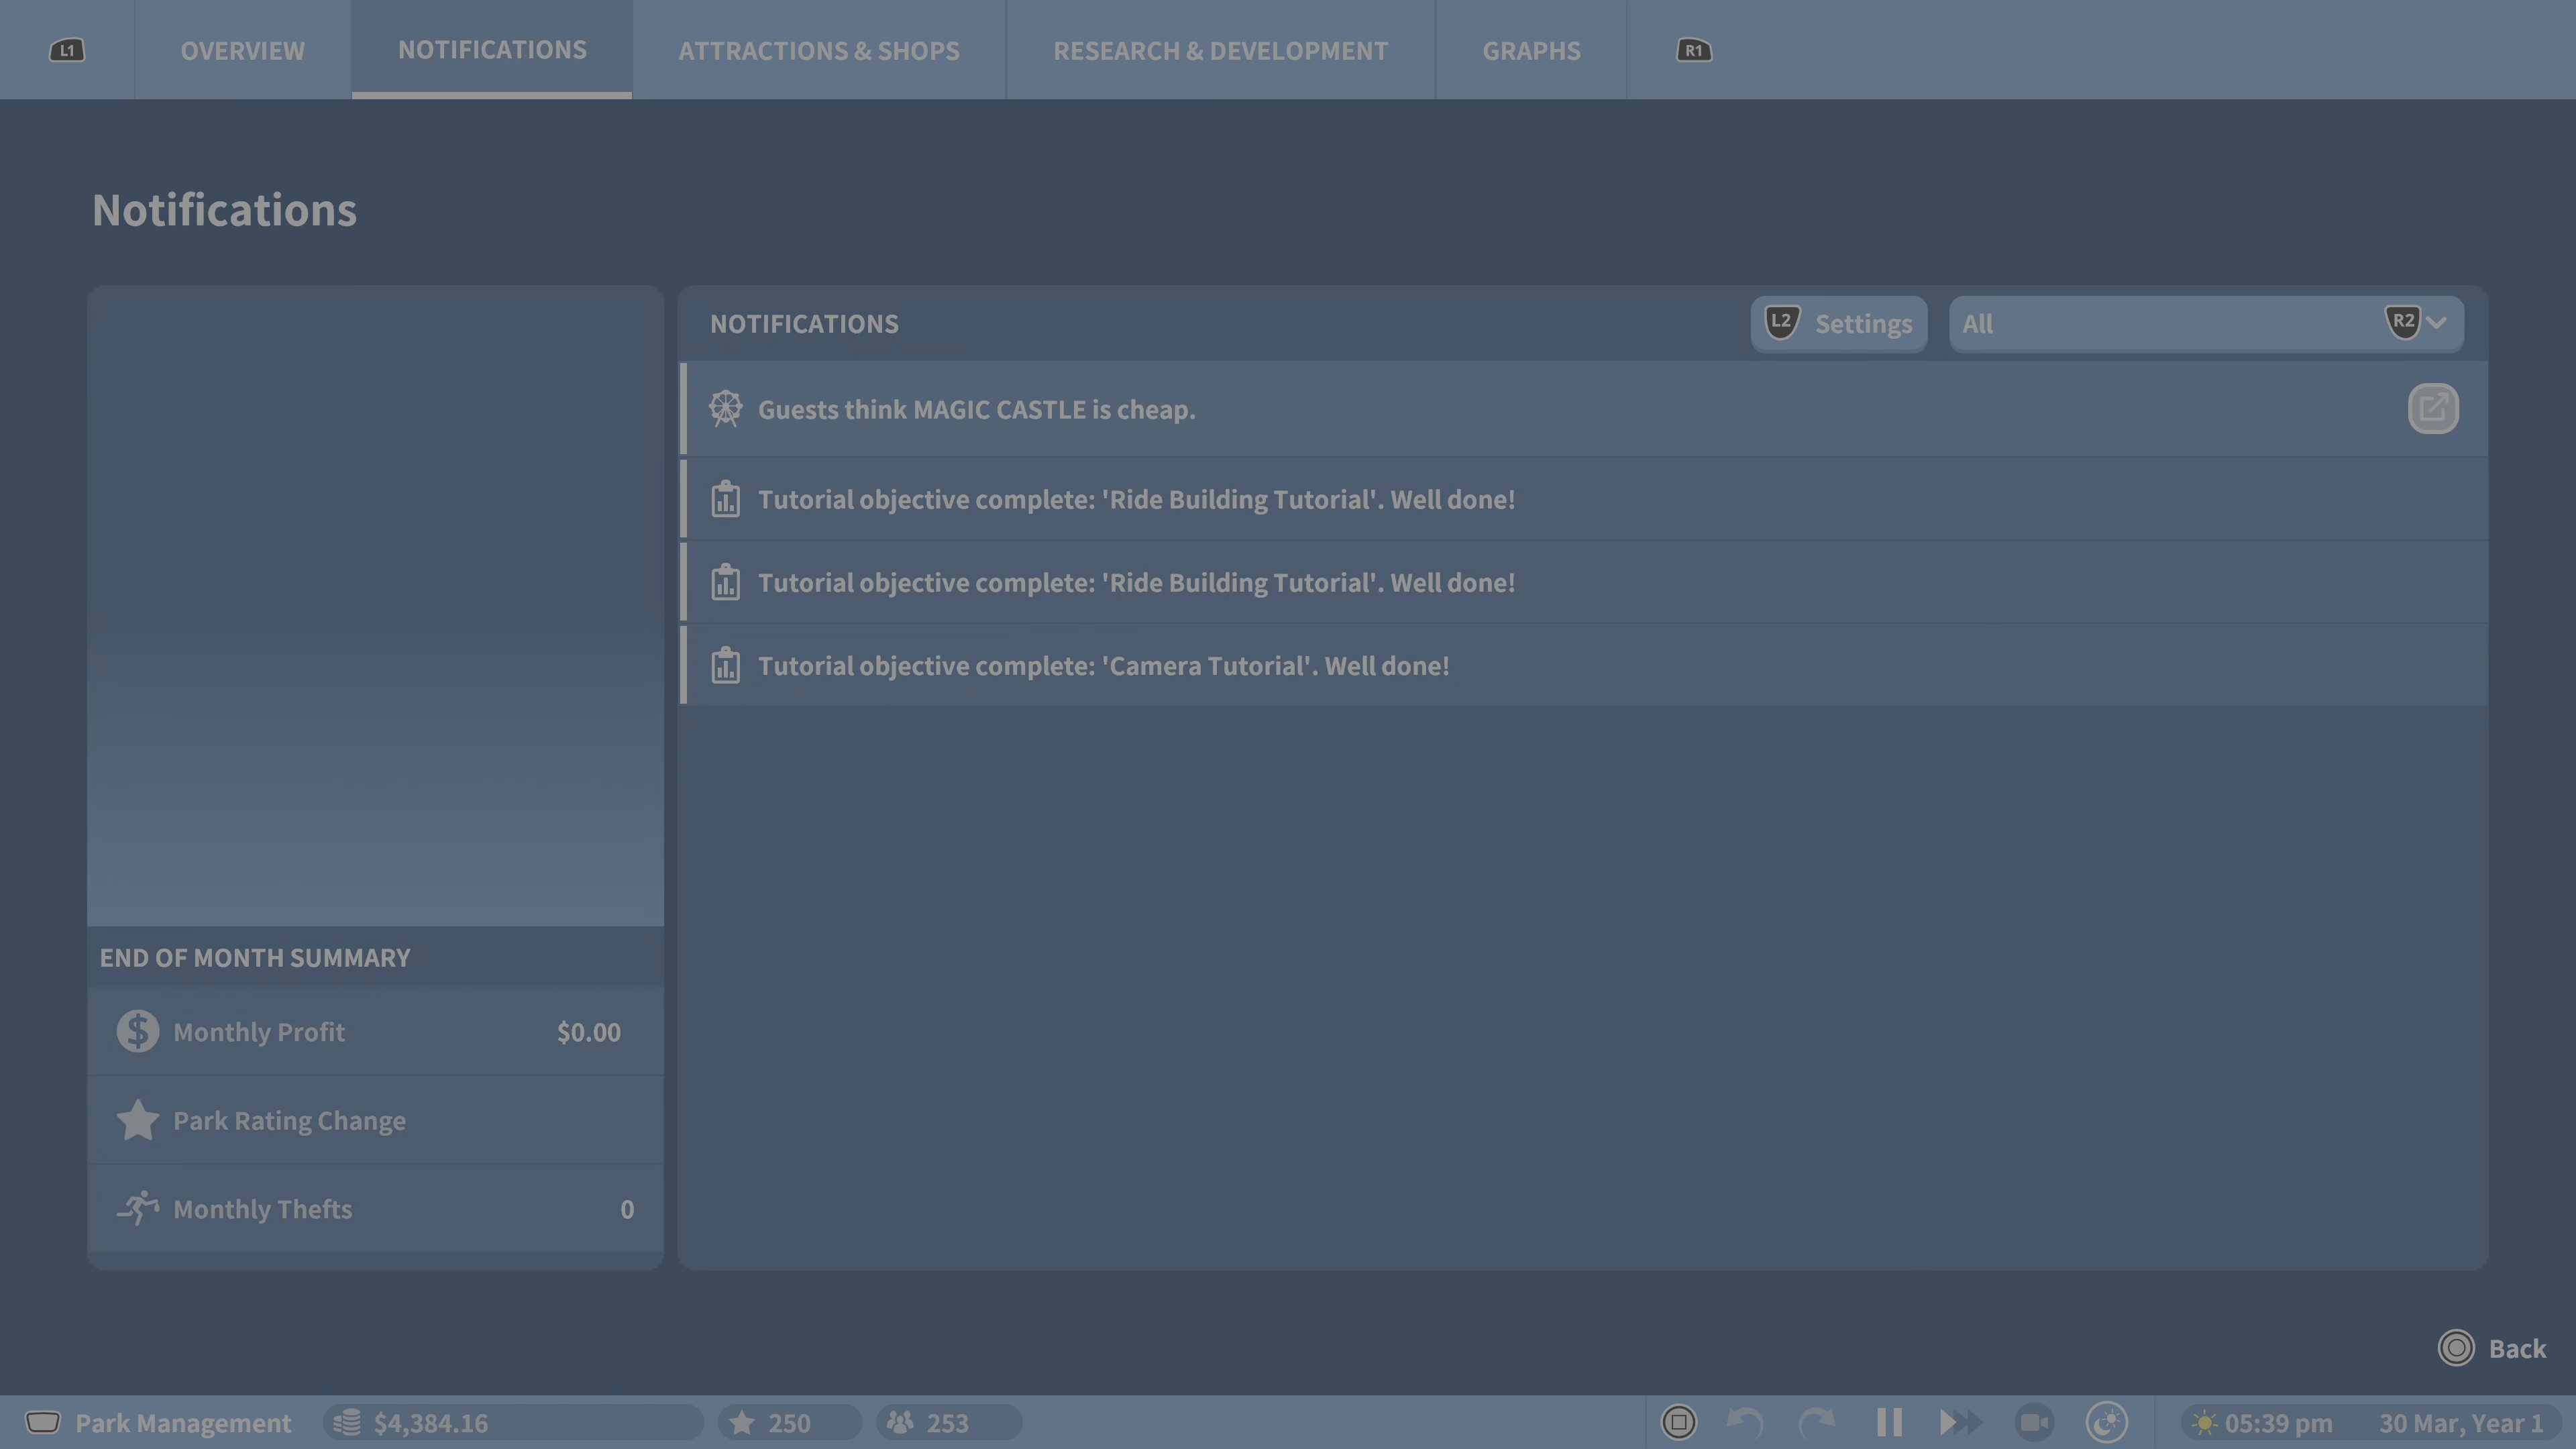 L1
OVERVIEW
NOTIFICATIONS
ATTRACTIONS & SHOPS
RESEARCH & DEVELOPMENT
GRAPHS
R1
Notifications
NOTIFICATIONS
L2 Settings
All R2
Guests think MAGIC CASTLE is cheap.
Tutorial objective complete: 'Ride Building Tutorial'. Well done!
Tutorial objective complete: 'Ride Building Tutorial'. Well done!
Tutorial objective complete: 'Camera Tutorial'. Well done!
END OF MONTH SUMMARY
$ Monthly Profit $0.00
Park Rating Change
Monthly Thefts 0
Back
Park Management
$4,384.16
250
253
05:39 pm
30 Mar, Year 1